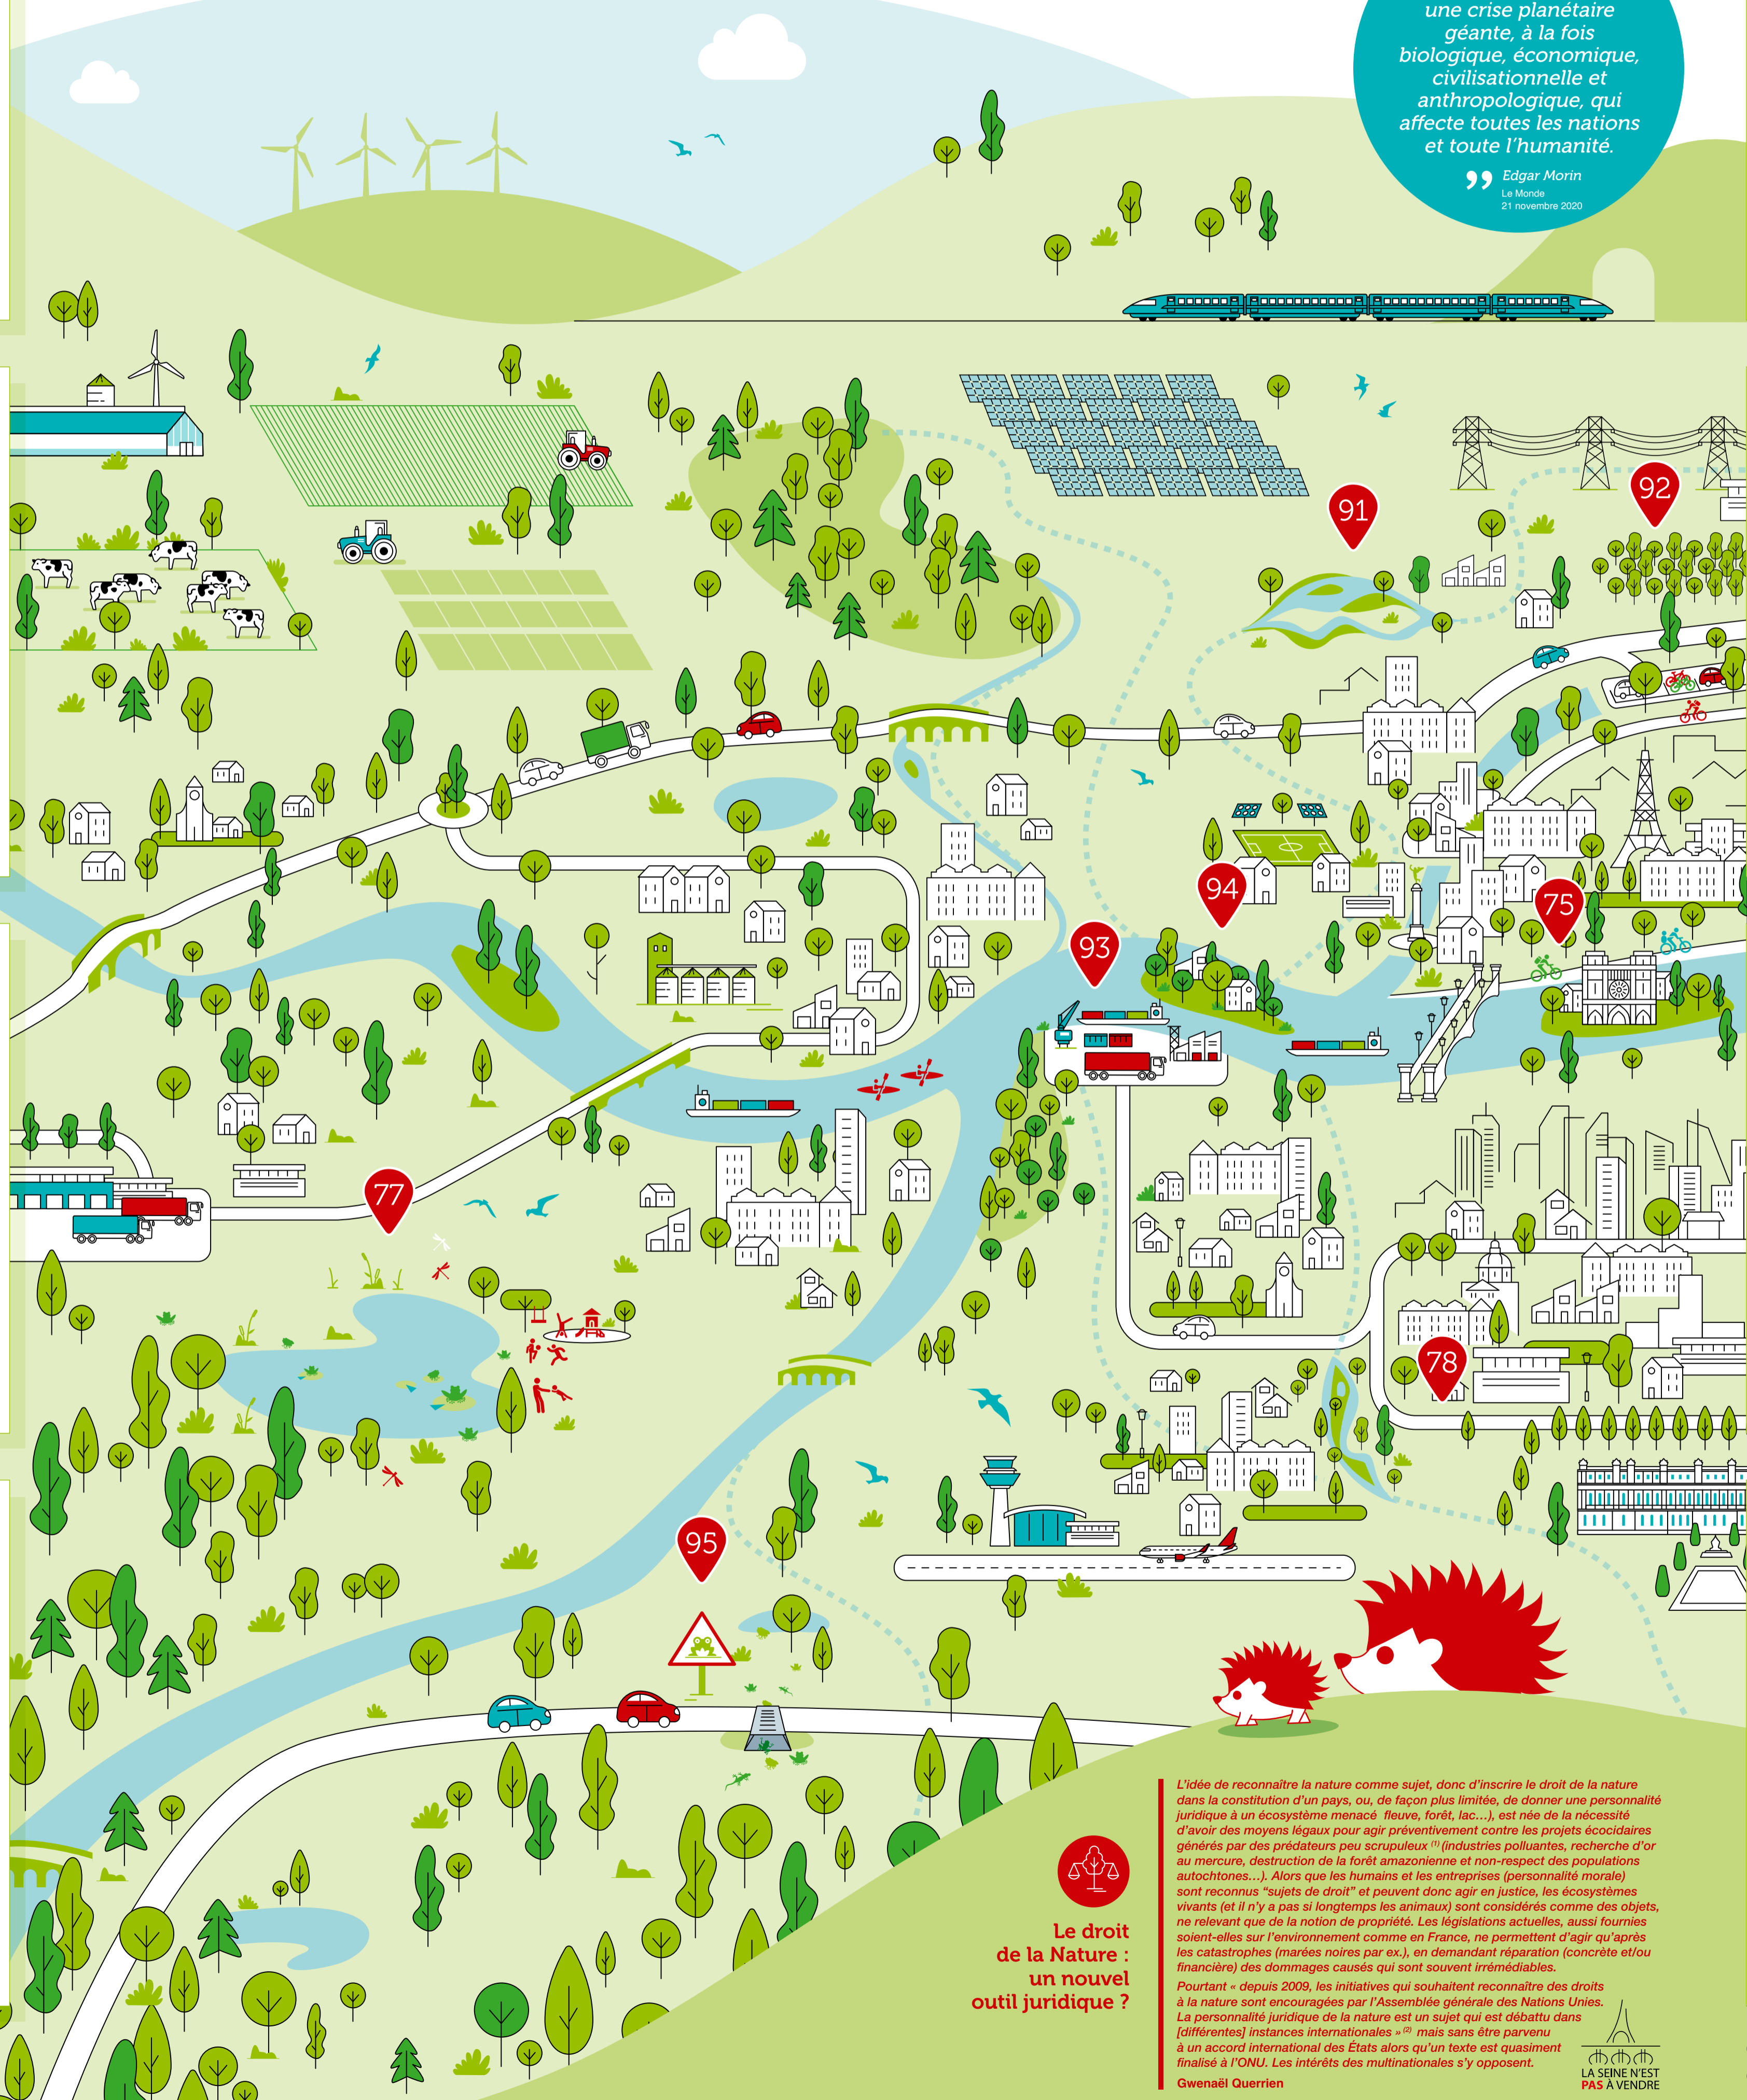 une crise planétaire
géante, à la fois
biologique, économique,
civilisationnelle et
anthropologique, qui
affecte toutes les nations
et toute l’humanité.
” Edgar Morin
Le Monde
21 novembre 2020
92
91
94
75
93
77
78
95
Le droit
de la Nature :
un nouvel
outil juridique ?
L’idée de reconnaître la nature comme sujet, donc d’inscrire le droit de la nature
dans la constitution d’un pays, ou, de façon plus limitée, de donner une personnalité
juridique à un écosystème menacé fleuve, forêt, lac…), est née de la nécessité
d’avoir des moyens légaux pour agir préventivement contre les projets écocidaires
générés par des prédateurs peu scrupuleux (1) (industries polluantes, recherche d’or
au mercure, destruction de la forêt amazonienne et non-respect des populations
autochtones…). Alors que les humains et les entreprises (personnalité morale)
sont reconnus “sujets de droit” et peuvent donc agir en justice, les écosystèmes
vivants (et il n’y a pas si longtemps les animaux) sont considérés comme des objets,
ne relevant que de la notion de propriété. Les législations actuelles, aussi fournies
soient-elles sur l’environnement comme en France, ne permettent d’agir qu’après
les catastrophes (marées noires par ex.), en demandant réparation (concrète et/ou
financière) des dommages causés qui sont souvent irrémédiables.
Pourtant « depuis 2009, les initiatives qui souhaitent reconnaître des droits
à la nature sont encouragées par l’Assemblée générale des Nations Unies.
La personnalité juridique de la nature est un sujet qui est débattu dans
[différentes] instances internationales » (2) mais sans être parvenu
à un accord international des États alors qu’un texte est quasiment
finalisé à l’ONU. Les intérêts des multinationales s’y opposent.
Gwenaël Querrien
LA SEINE N’EST
PAS À VENDRE